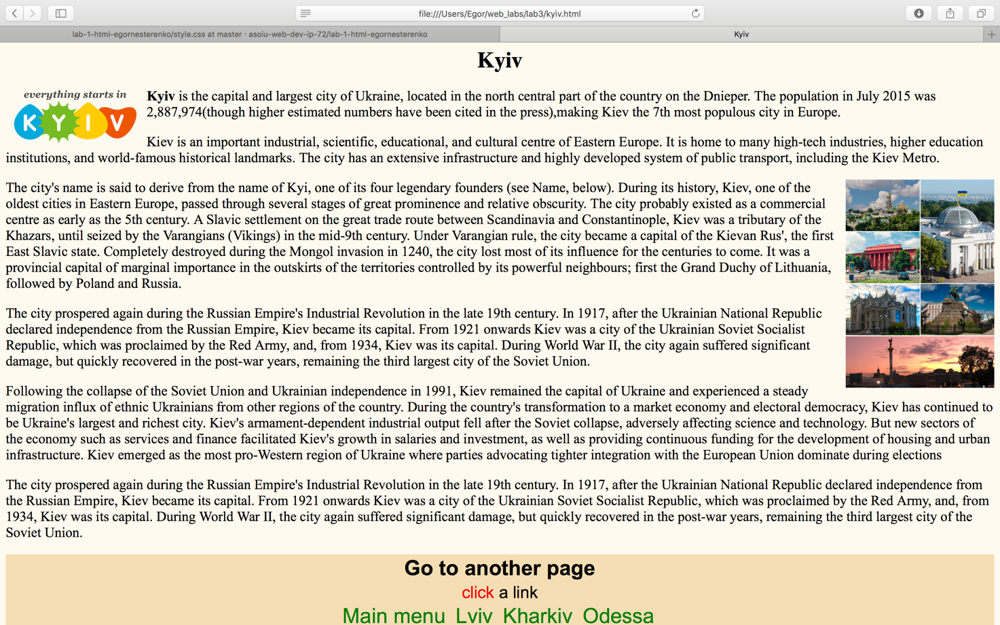 file:///Users/Egor/web_labs/lab3/kyiv.html
lab-1-html-egornesterenko/style.css at master · asoiu-web-dev-ip-72/lab-1-html-egornesterenko
Kyiv
Kyiv
everything starts in
KYIV
Kyiv is the capital and largest city of Ukraine, located in the north central part of the country on the Dnieper. The population in July 2015 was
2,887,974(though higher estimated numbers have been cited in the press),making Kiev the 7th most populous city in Europe.
Kiev is an important industrial, scientific, educational, and cultural centre of Eastern Europe. It is home to many high-tech industries, higher education
institutions, and world-famous historical landmarks. The city has an extensive infrastructure and highly developed system of public transport, including the Kiev Metro.
The city's name is said to derive from the name of Kyi, one of its four legendary founders (see Name, below). During its history, Kiev, one of the
oldest cities in Eastern Europe, passed through several stages of great prominence and relative obscurity. The city probably existed as a commercial
centre as early as the 5th century. A Slavic settlement on the great trade route between Scandinavia and Constantinople, Kiev was a tributary of the
Khazars, until seized by the Varangians (Vikings) in the mid-9th century. Under Varangian rule, the city became a capital of the Kievan Rus', the first
East Slavic state. Completely destroyed during the Mongol invasion in 1240, the city lost most of its influence for the centuries to come. It was a
provincial capital of marginal importance in the outskirts of the territories controlled by its powerful neighbours; first the Grand Duchy of Lithuania,
followed by Poland and Russia.
The city prospered again during the Russian Empire's Industrial Revolution in the late 19th century. In 1917, after the Ukrainian National Republic
declared independence from the Russian Empire, Kiev became its capital. From 1921 onwards Kiev was a city of the Ukrainian Soviet Socialist
Republic, which was proclaimed by the Red Army, and, from 1934, Kiev was its capital. During World War II, the city again suffered significant
damage, but quickly recovered in the post-war years, remaining the third largest city of the Soviet Union.
Following the collapse of the Soviet Union and Ukrainian independence in 1991, Kiev remained the capital of Ukraine and experienced a steady
migration influx of ethnic Ukrainians from other regions of the country. During the country's transformation to a market economy and electoral democracy, Kiev has continued to
be Ukraine's largest and richest city. Kiev's armament-dependent industrial output fell after the Soviet collapse, adversely affecting science and technology. But new sectors of
the economy such as services and finance facilitated Kiev's growth in salaries and investment, as well as providing continuous funding for the development of housing and urban
infrastructure. Kiev emerged as the most pro-Western region of Ukraine where parties advocating tighter integration with the European Union dominate during elections
The city prospered again during the Russian Empire's Industrial Revolution in the late 19th century. In 1917, after the Ukrainian National Republic declared independence from
the Russian Empire, Kiev became its capital. From 1921 onwards Kiev was a city of the Ukrainian Soviet Socialist Republic, which was proclaimed by the Red Army, and, from
1934, Kiev was its capital. During World War II, the city again suffered significant damage, but quickly recovered in the post-war years, remaining the third largest city of the
Soviet Union.
Go to another page
click a link
Main menu Lviv Kharkiv Odessa